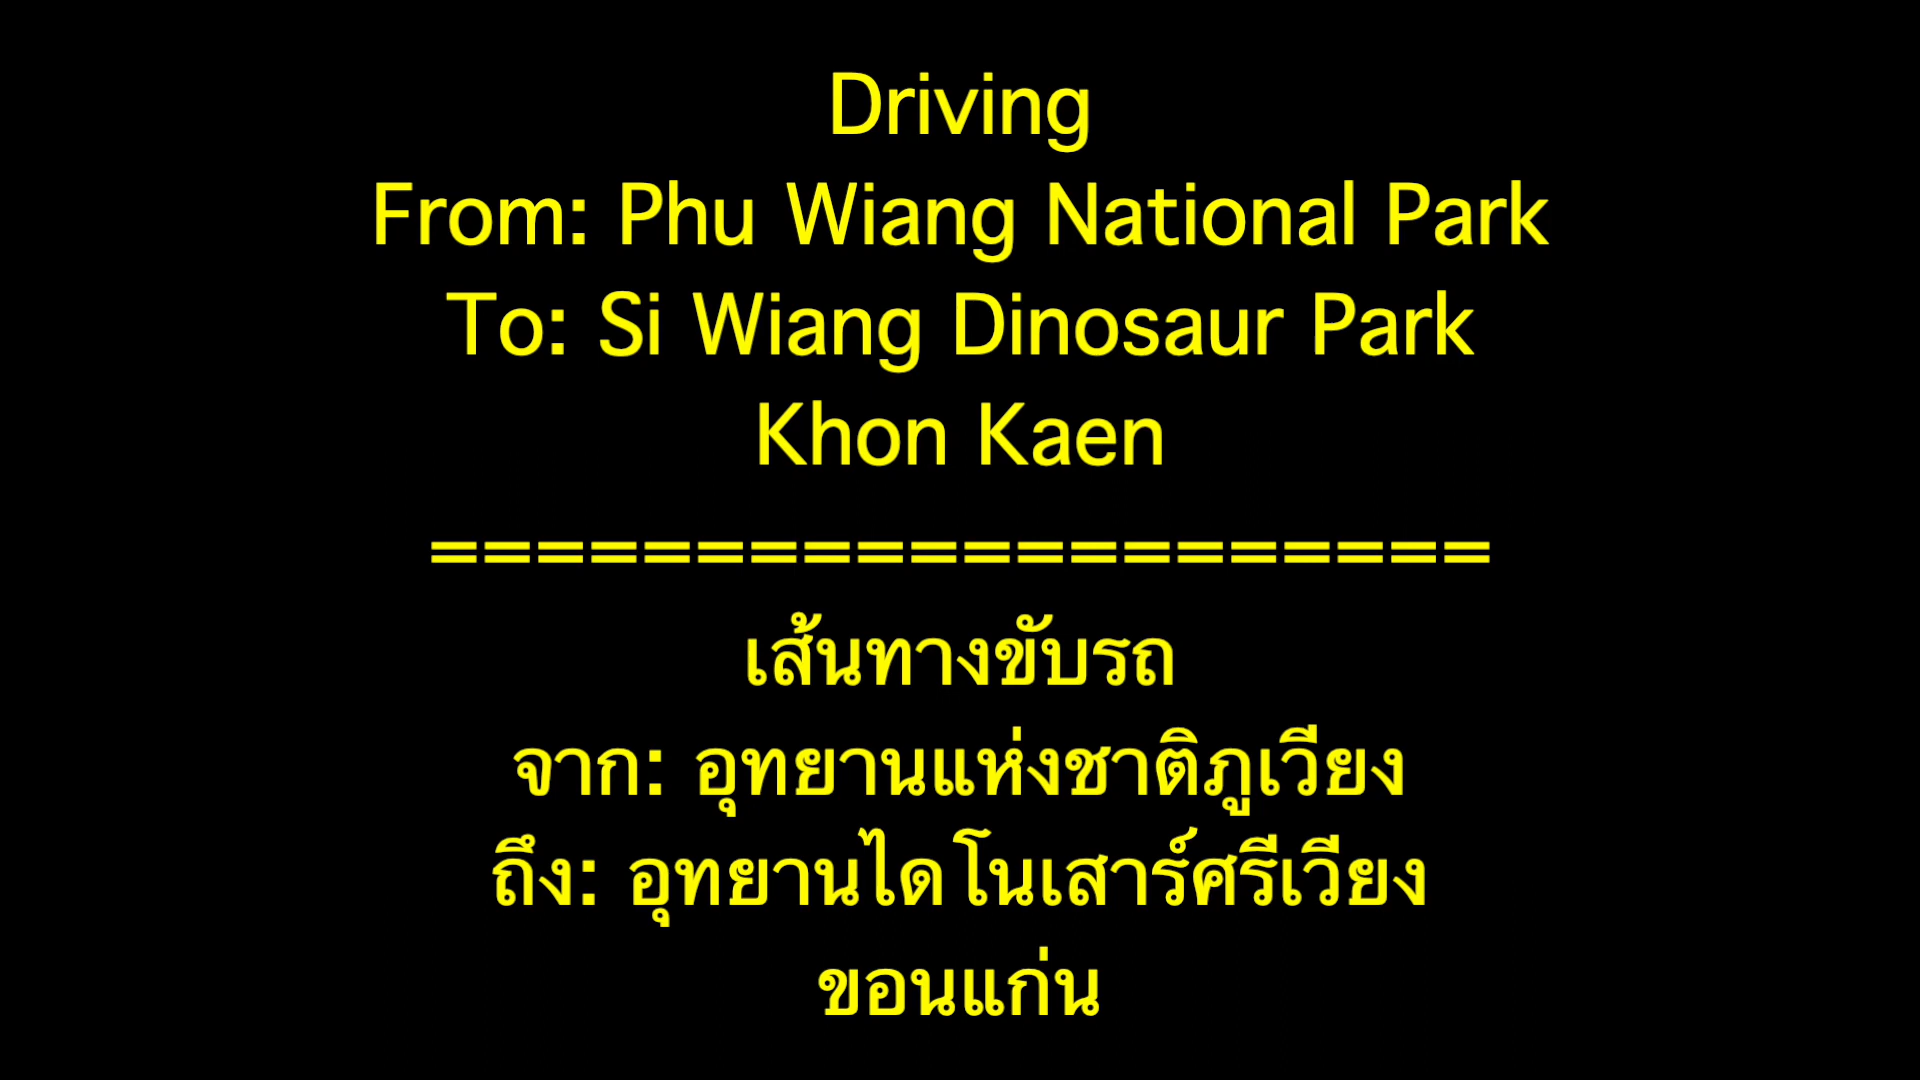 Driving
From: Phu Wiang National Park
To: Si Wiang Dinosaur Park
Khon Kaen
====================
เส้นทางขับรถ
จาก: อุทยานแห่งชาติภูเวียง
ถึง: อุทยานไดโนเสาร์ศรีเวียง
ขอนแก่น